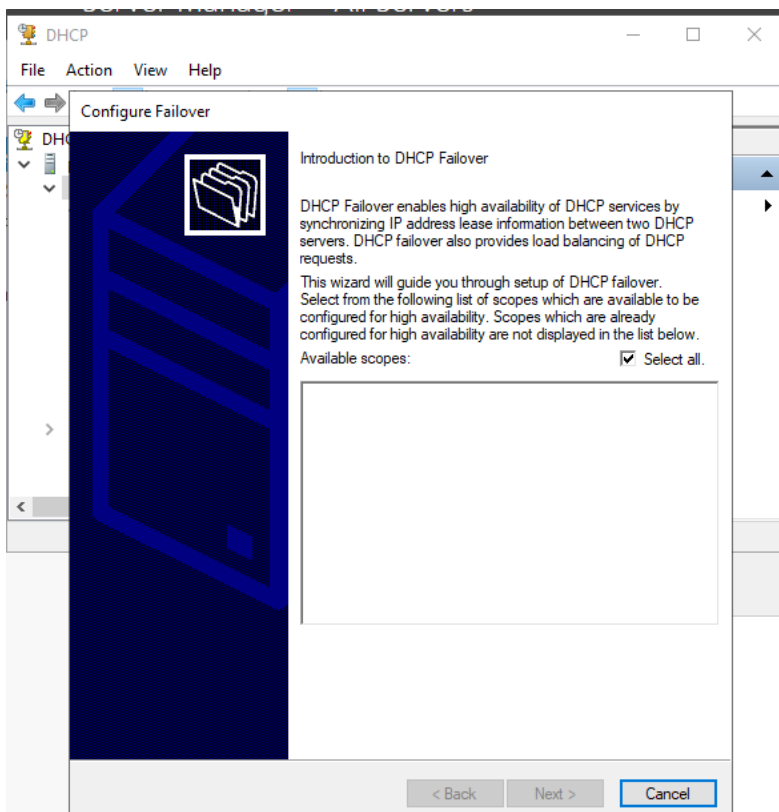 DHCP
File Action View Help
Configure Failover
DHC
Introduction to DHCP Failover
DHCP Failover enables high availability of DHCP services by
synchronizing IP address lease information between two DHCP
servers. DHCP failover also provides load balancing of DHCP
requests.
This wizard will guide you through setup of DHCP failover.
Select from the following list of scopes which are available to be
configured for high availability. Scopes which are already
configured for high availability are not displayed in the list below.
Available scopes: Select all.
< Back Next > Cancel